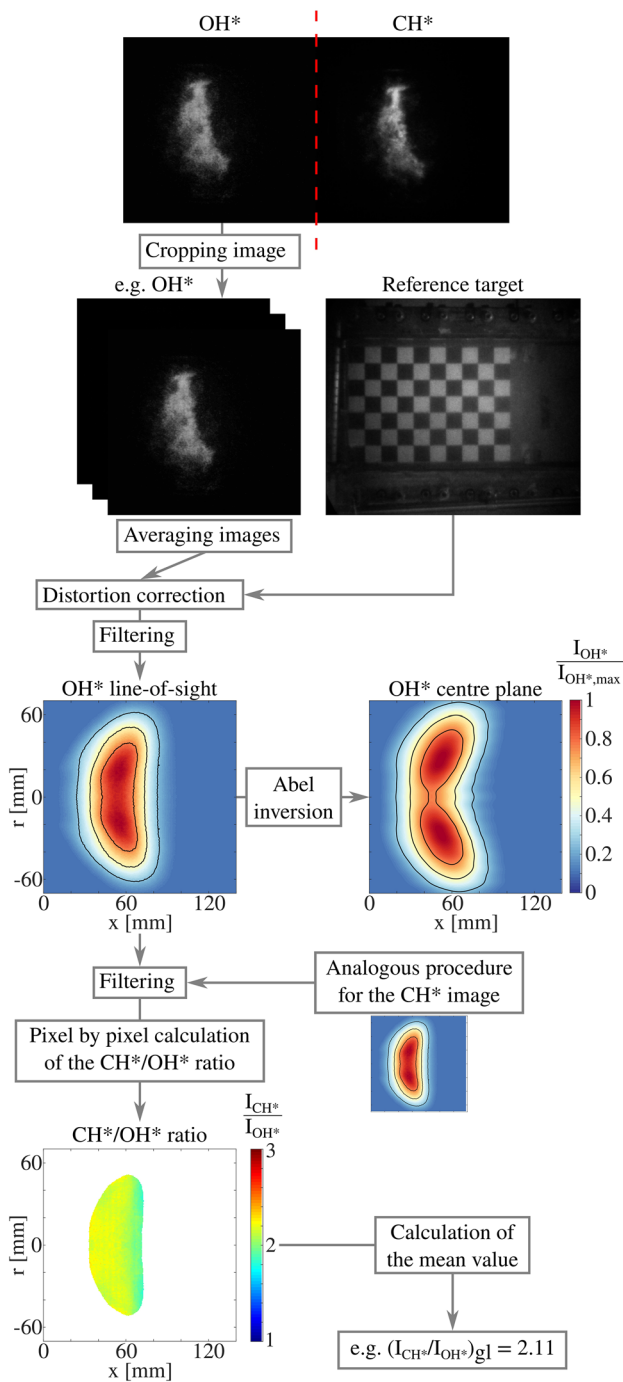 OH* CH*
Cropping image
e.g. OH* Reference target
Averaging images
Distortion correction
Filtering
I_OH*
I_OH*,max
OH* line-of-sight OH* centre plane
60
0
-60
r [mm]
0 60 120
x [mm]
Abel
inversion
0 60 120
x [mm]
1
0.8
0.6
0.4
0.2
0
Filtering
Analogous procedure
for the CH* image
Pixel by pixel calculation
of the CH*/OH* ratio
I_CH*
I_OH*
CH*/OH* ratio
60
0
-60
r [mm]
0 60 120
x [mm]
3
2
1
Calculation of
the mean value
e.g. (I_CH*/I_OH*)gl = 2.11